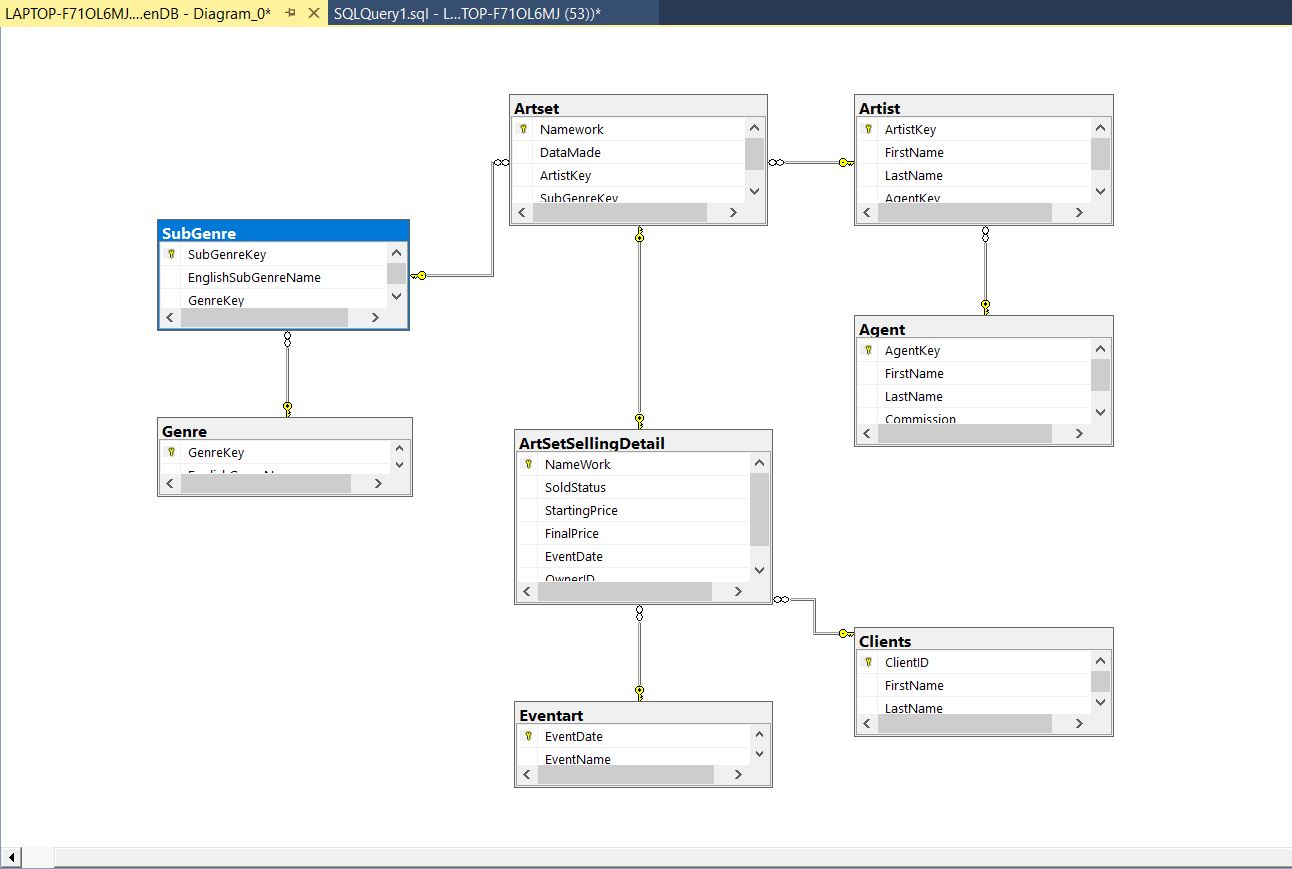 LAPTOP-F71OL6MJ....enDB - Diagram_0*
SQLQuery1.sql - L...TOP-F71OL6MJ (53))*
Artset
Namework
DataMade
ArtistKey
SubGenreKey
Artist
ArtistKey
FirstName
LastName
AgentKey
SubGenre
SubGenreKey
EnglishSubGenreName
GenreKey
Agent
AgentKey
FirstName
LastName
Commission
Genre
GenreKey
ArtSetSellingDetail
NameWork
SoldStatus
StartingPrice
FinalPrice
EventDate
OwnerID
Clients
ClientID
FirstName
LastName
Eventart
EventDate
EventName